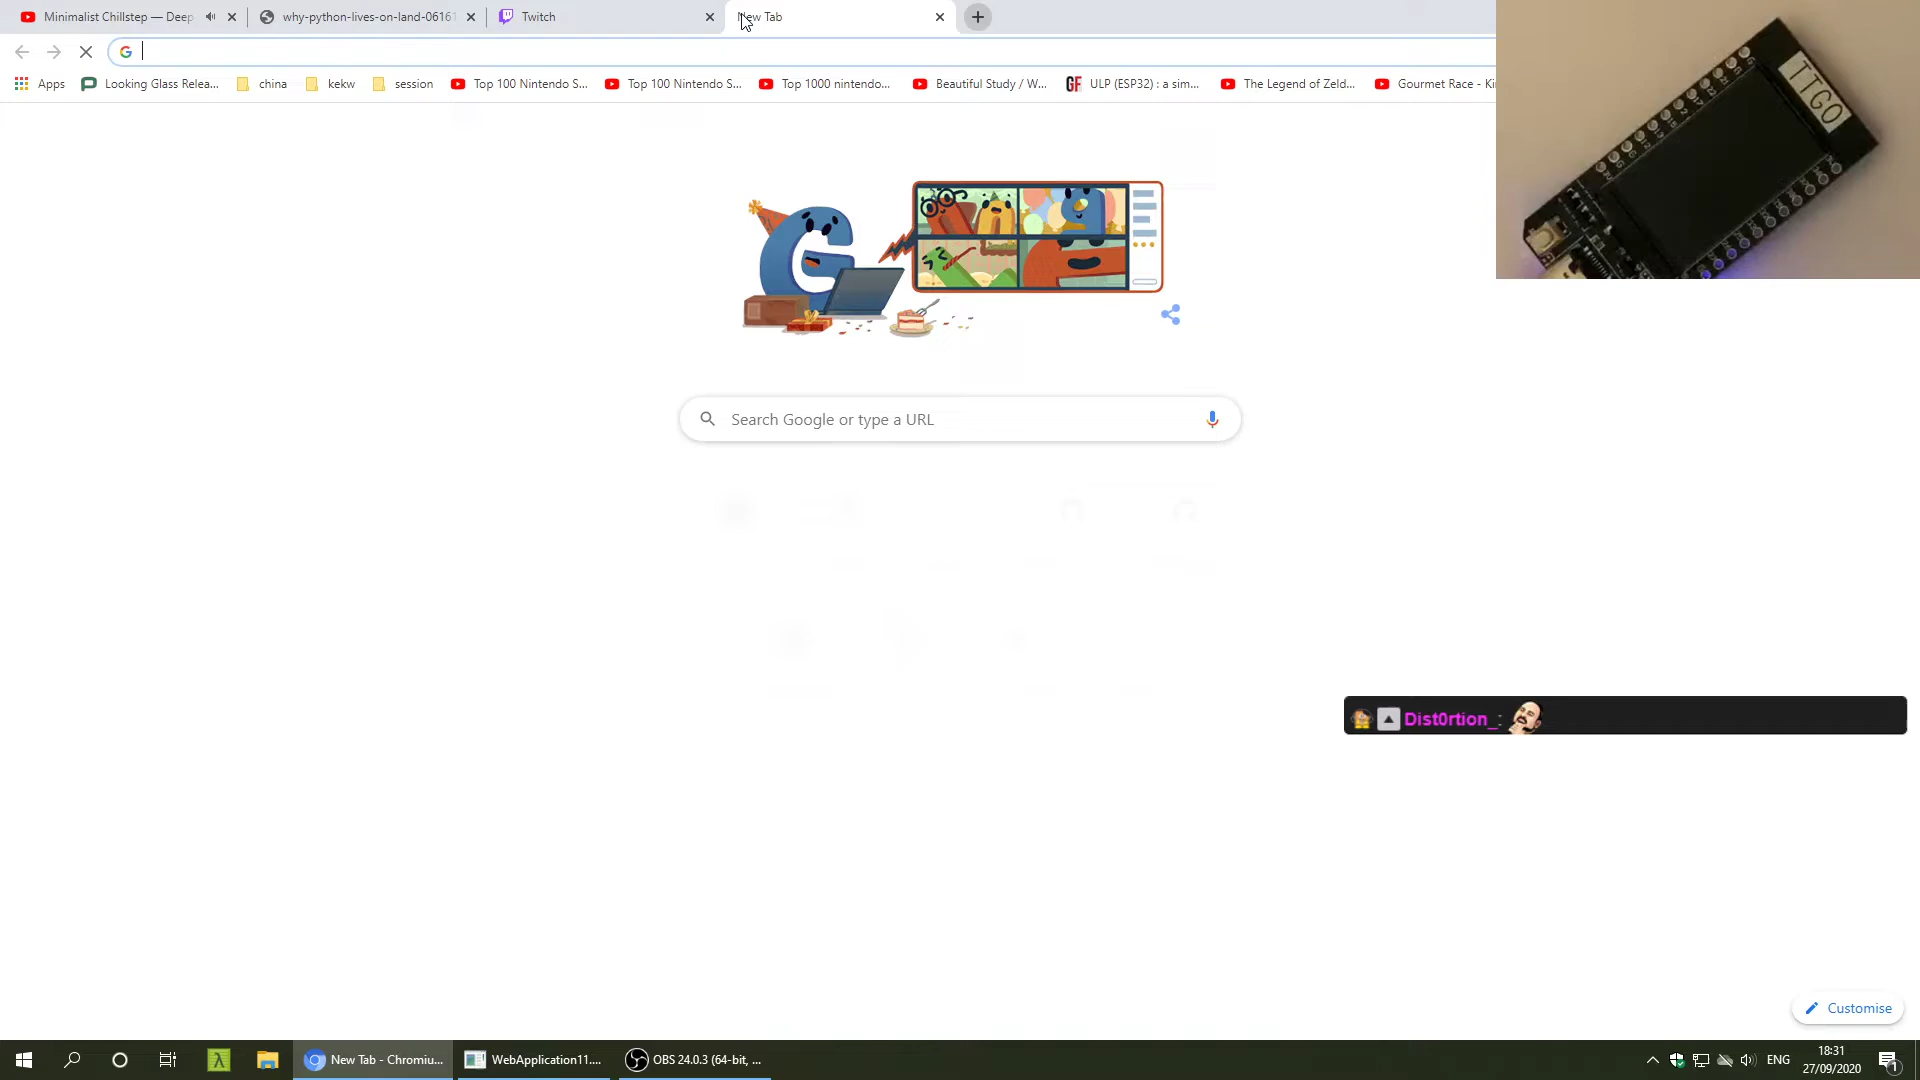 Minimalist Chillstep — Deep
why-python-lives-on-land-06161
Twitch
New Tab
G
Apps
Looking Glass Relea...
china
kekw
session
Top 100 Nintendo S...
Top 100 Nintendo S...
Top 1000 nintendo...
Beautiful Study / W...
GF
ULP (ESP32) : a sim...
The Legend of Zeld...
Gourmet Race - Ki
TTGO
Search Google or type a URL
Dist0rtion_:
Customise
New Tab - Chromiu...
WebApplication11....
OBS 24.0.3 (64-bit, ...
ENG
18:31
27/09/2020
1